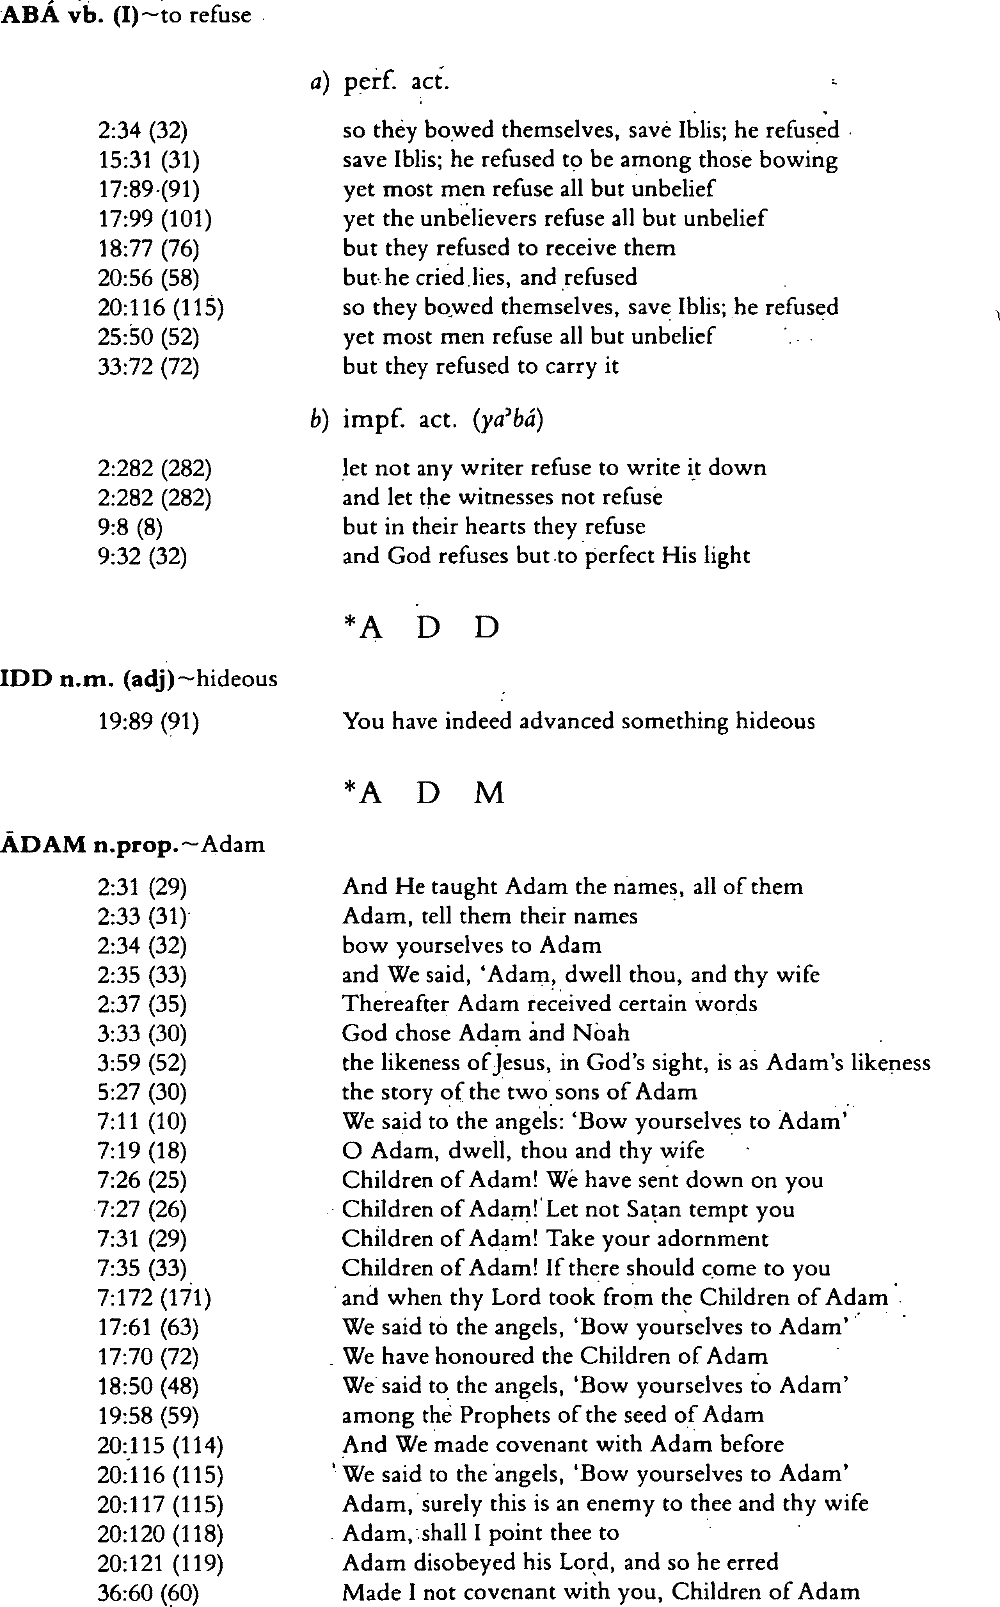 ABÁ vb. (I)~to refuse
a) perf. act.
2:34 (32) so they bowed themselves, save Iblis; he refused
15:31 (31) save Iblis; he refused to be among those bowing
17:89 (91) yet most men refuse all but unbelief
17:99 (101) yet the unbelievers refuse all but unbelief
18:77 (76) but they refused to receive them
20:56 (58) but he cried lies, and refused
20:116 (115) so they bowed themselves, save Iblis; he refused
25:50 (52) yet most men refuse all but unbelief
33:72 (72) but they refused to carry it
b) impf. act. (yaʾbá)
2:282 (282) let not any writer refuse to write it down
2:282 (282) and let the witnesses not refuse
9:8 (8) but in their hearts they refuse
9:32 (32) and God refuses but to perfect His light
*A D D
IDD n.m. (adj)~hideous
19:89 (91) You have indeed advanced something hideous
*A D M
ĀDAM n.prop.~Adam
2:31 (29) And He taught Adam the names, all of them
2:33 (31) Adam, tell them their names
2:34 (32) bow yourselves to Adam
2:35 (33) and We said, ‘Adam, dwell thou, and thy wife
2:37 (35) Thereafter Adam received certain words
3:33 (30) God chose Adam and Noah
3:59 (52) the likeness of Jesus, in God’s sight, is as Adam’s likeness
5:27 (30) the story of the two sons of Adam
7:11 (10) We said to the angels: ‘Bow yourselves to Adam’
7:19 (18) O Adam, dwell, thou and thy wife
7:26 (25) Children of Adam! We have sent down on you
7:27 (26) Children of Adam! Let not Satan tempt you
7:31 (29) Children of Adam! Take your adornment
7:35 (33) Children of Adam! If there should come to you
7:172 (171) and when thy Lord took from the Children of Adam
17:61 (63) We said to the angels, ‘Bow yourselves to Adam’
17:70 (72) We have honoured the Children of Adam
18:50 (48) We said to the angels, ‘Bow yourselves to Adam’
19:58 (59) among the Prophets of the seed of Adam
20:115 (114) And We made covenant with Adam before
20:116 (115) We said to the angels, ‘Bow yourselves to Adam’
20:117 (115) Adam, surely this is an enemy to thee and thy wife
20:120 (118) Adam, shall I point thee to
20:121 (119) Adam disobeyed his Lord, and so he erred
36:60 (60) Made I not covenant with you, Children of Adam